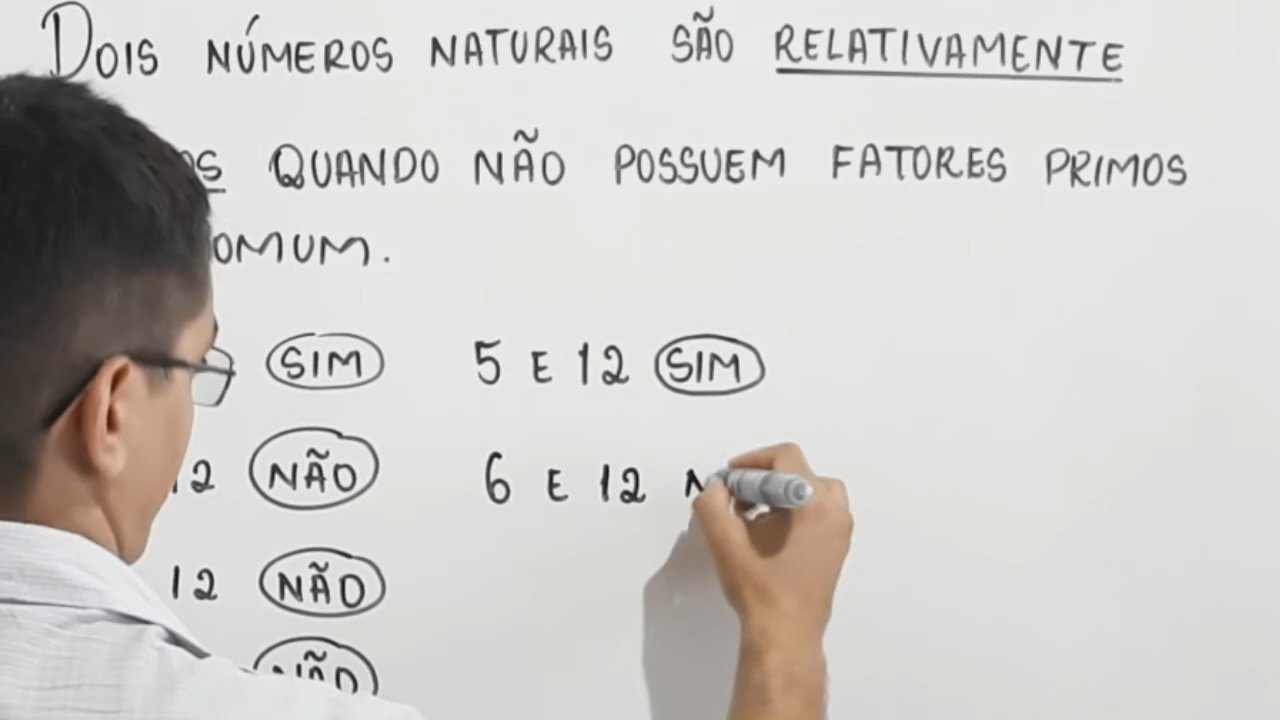 DOIS NÚMEROS NATURAIS SÃO RELATIVAMENTE
QUANDO NÃO POSSUEM FATORES PRIMOS
SIM 5 E 12 SIM
NÃO 6 E 12
12 NÃO
NÃO